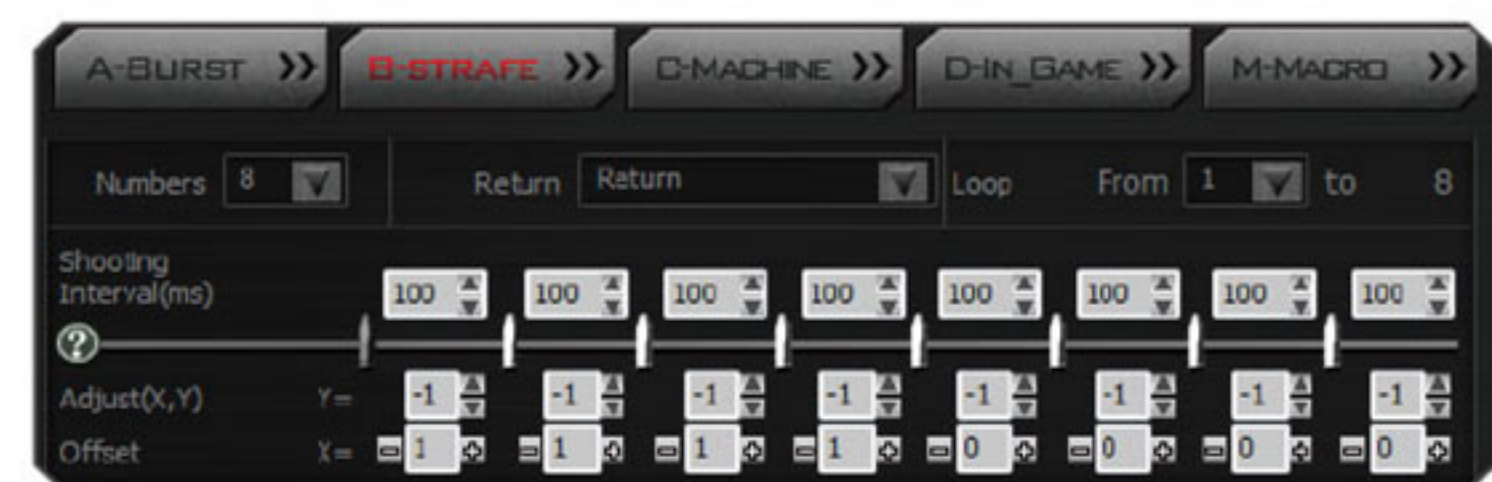 A-BURST >> B-STRAFE >> C-MACHINE >> D-IN_GAME >> M-MACRO >>
Numbers 8 Return Return Loop From 1 to 8
Shooting
Interval(ms) 100 100 100 100 100 100 100 100
?
Adjust(X,Y) Y= -1 -1 -1 -1 -1 -1 -1 -1
Offset X= 1 1 1 1 0 0 0 0